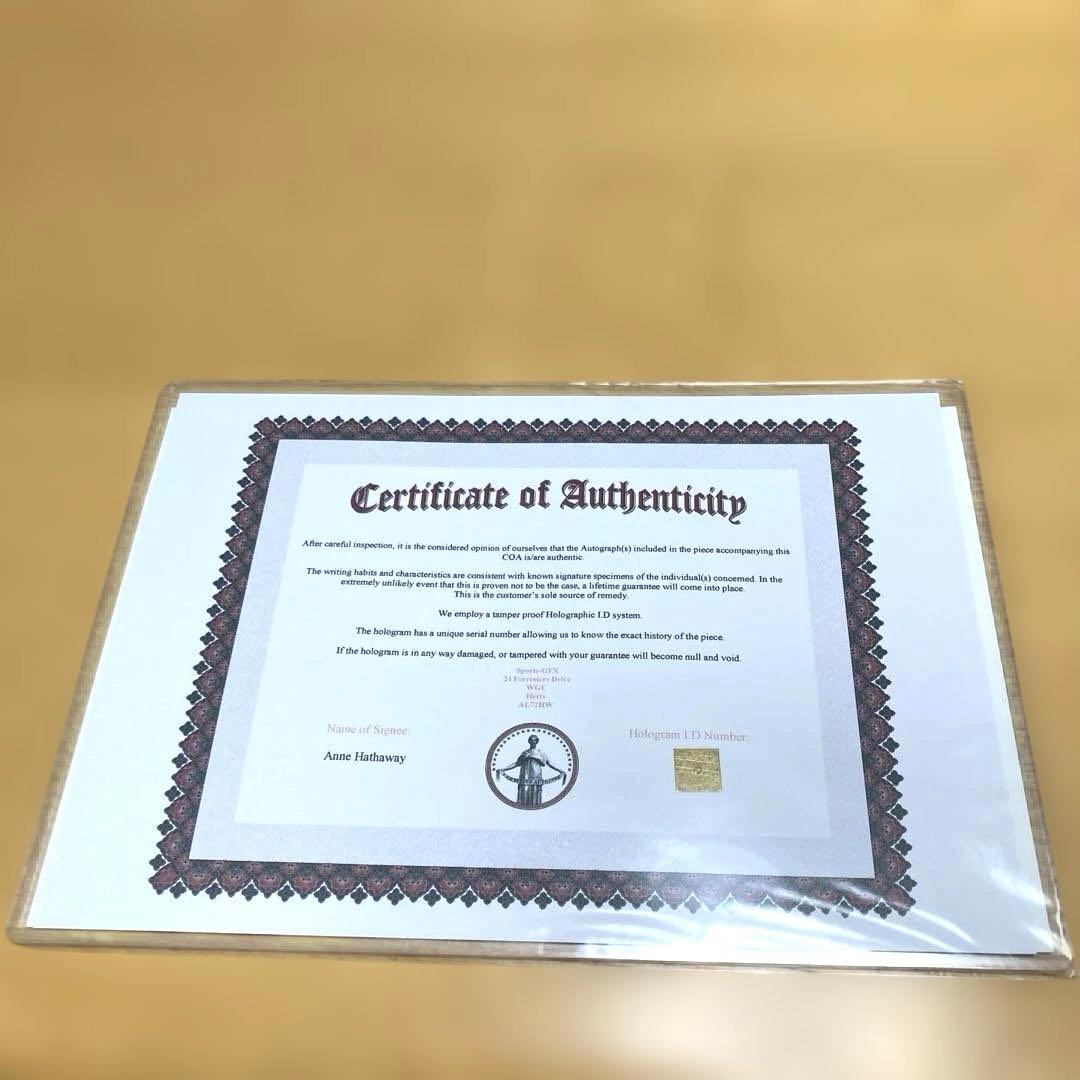 Certificate of Authenticity
After careful inspection, it is the considered opinion of ourselves that the Autograph(s) included in the piece accompanying this
COA is/are authentic.
The writing habits and characteristics are consistent with known signature specimens of the individual(s) concerned. In the
extremely unlikely event that this is proven not to be the case, a lifetime guarantee will come into place.
This is the customer's sole source of remedy.
We employ a tamper proof Holographic I.D system.
The hologram has a unique serial number allowing us to know the exact history of the piece.
If the hologram is in any way damaged, or tampered with your guarantee will become null and void.
Sports-GFX
24 Forresters Drive
WGC
Herts
AL72HW
Name of Signee:
Hologram I.D Number:
Anne Hathaway